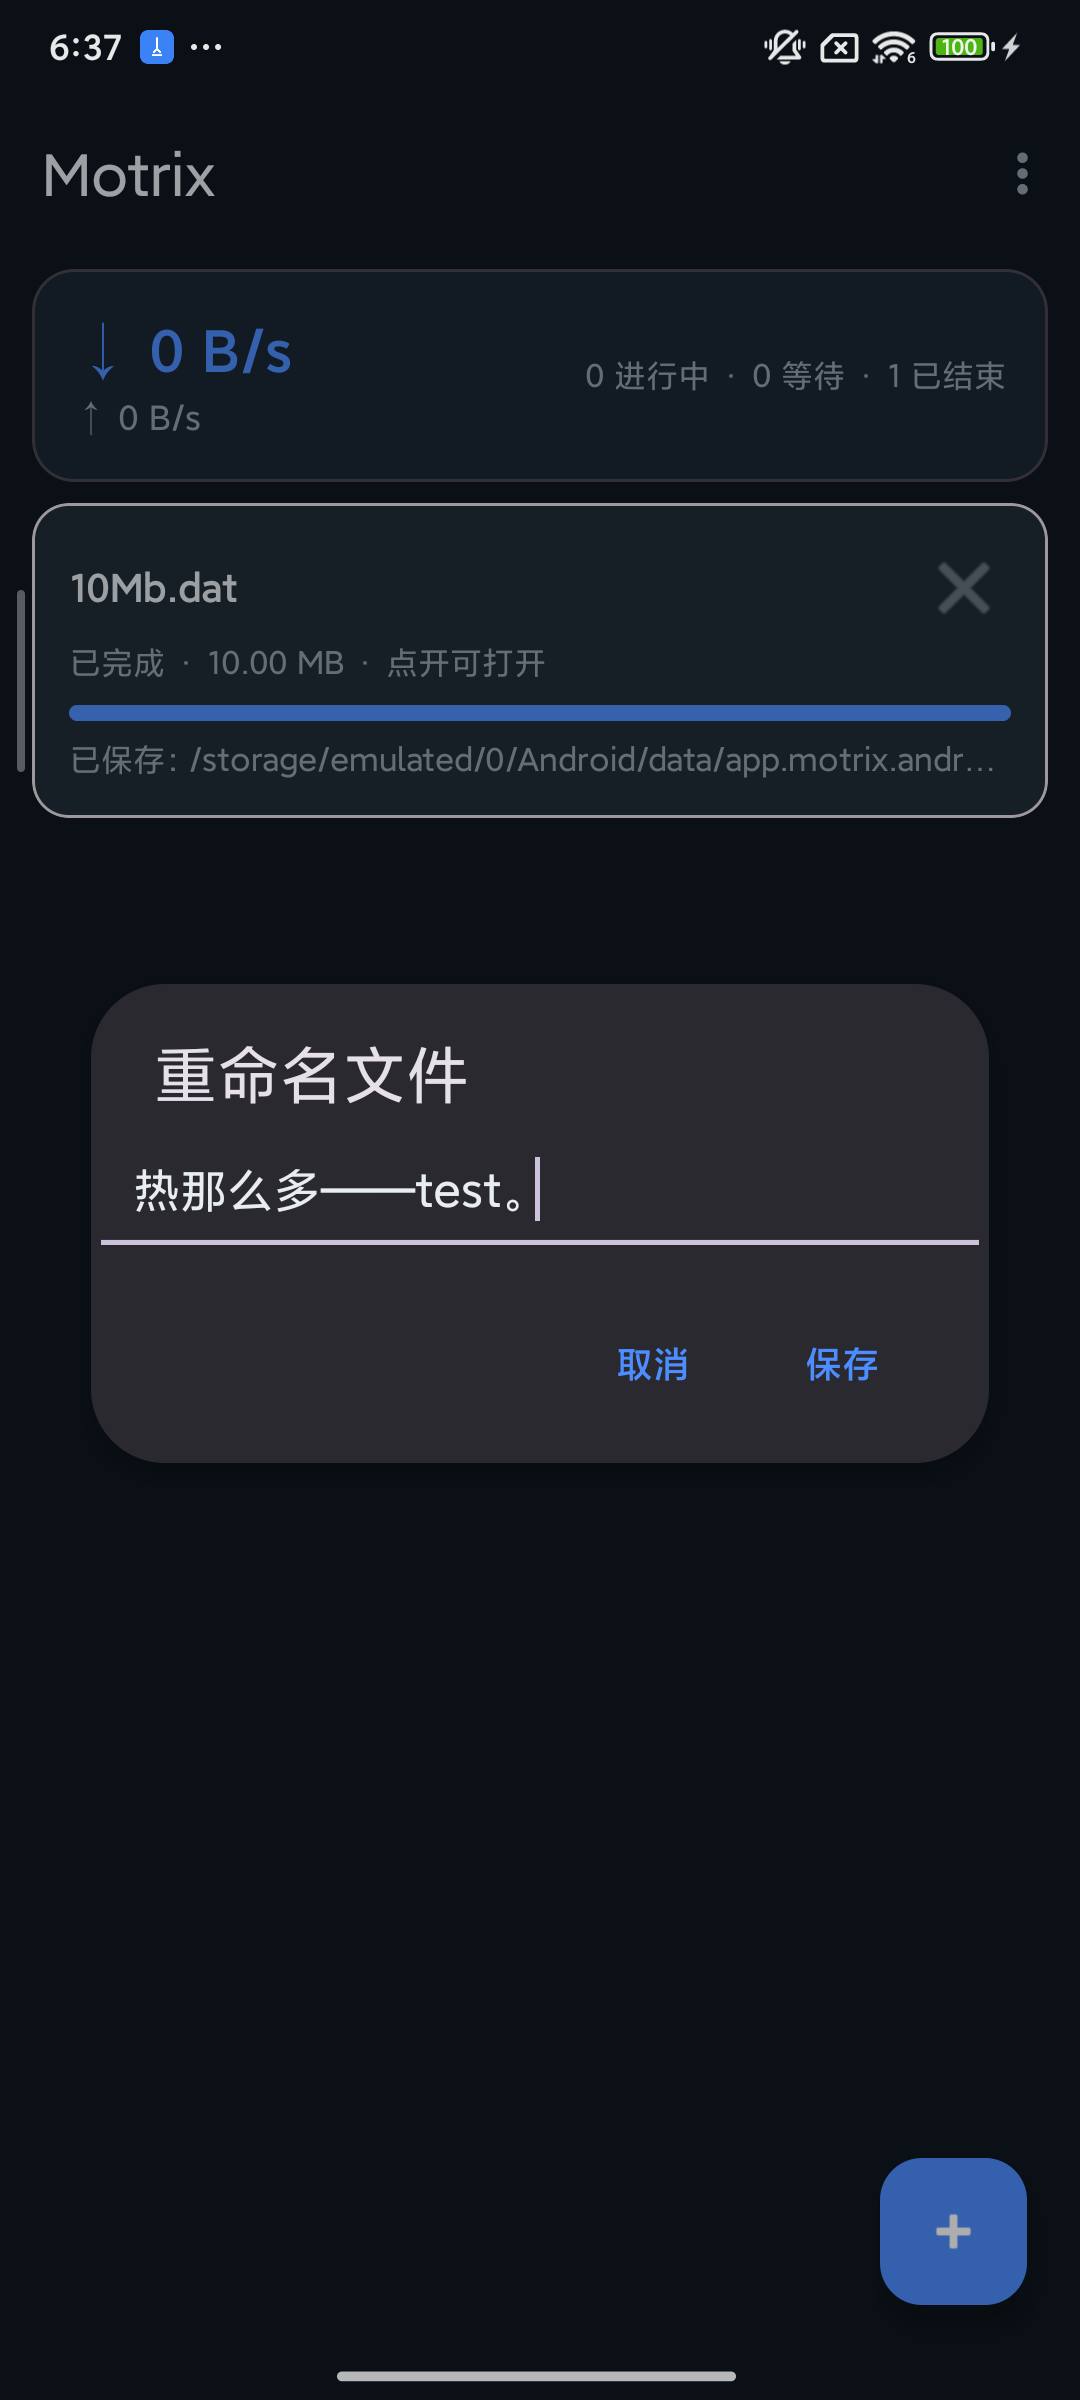 6:37
6
100
Motrix
↓ 0 B/s
↑ 0 B/s
0 进行中 · 0 等待 · 1 已结束
10Mb.dat
已完成 · 10.00 MB · 点开可打开
已保存: /storage/emulated/0/Android/data/app.motrix.andr...
重命名文件
热那么多——test。
取消
保存